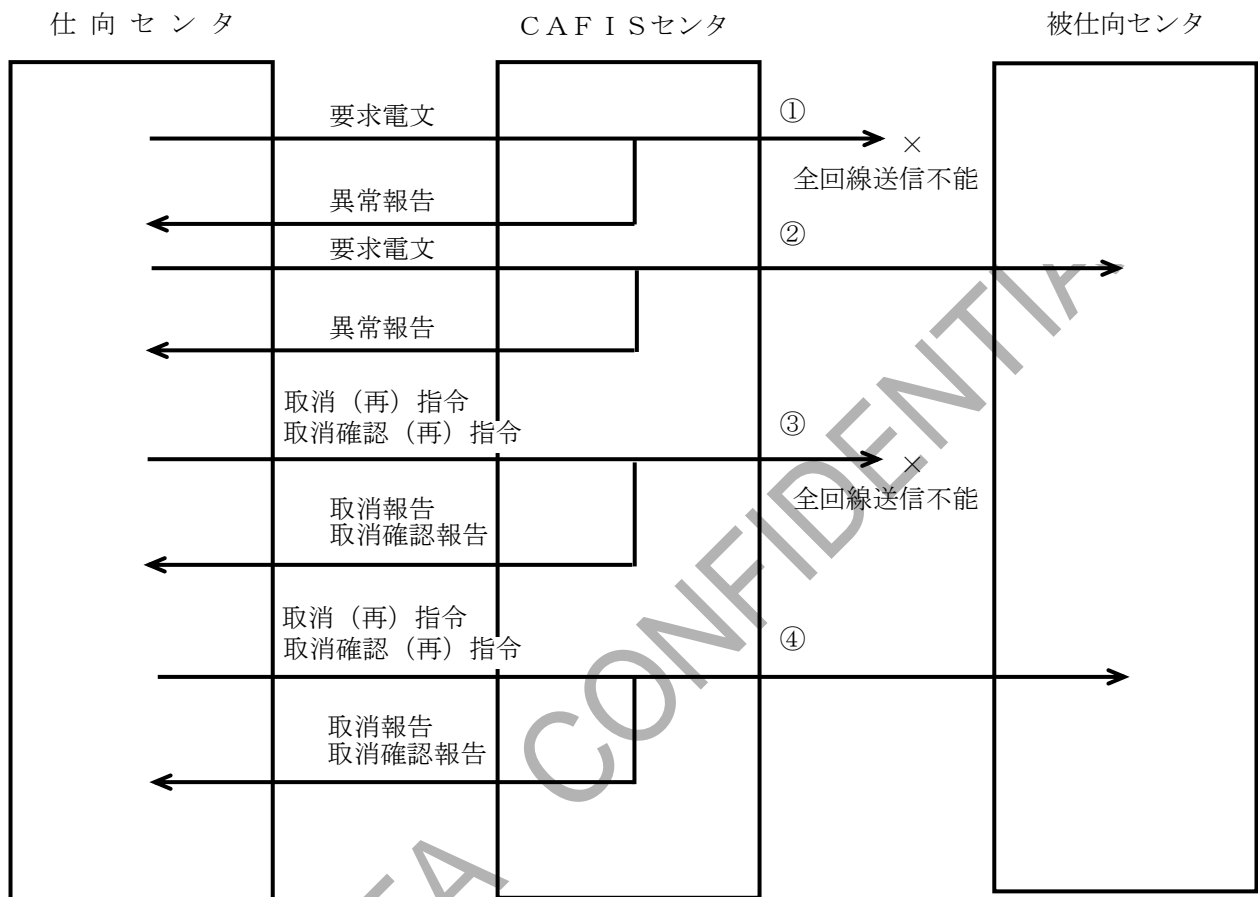 仕 向 セ ン タ
ＣＡＦＩＳセンタ
被仕向センタ
要求電文
①
×
全回線送信不能
異常報告
要求電文
②
異常報告
取消（再）指令
取消確認（再）指令
③
×
全回線送信不能
取消報告
取消確認報告
取消（再）指令
取消確認（再）指令
④
取消報告
取消確認報告
TA CONFIDENTIA